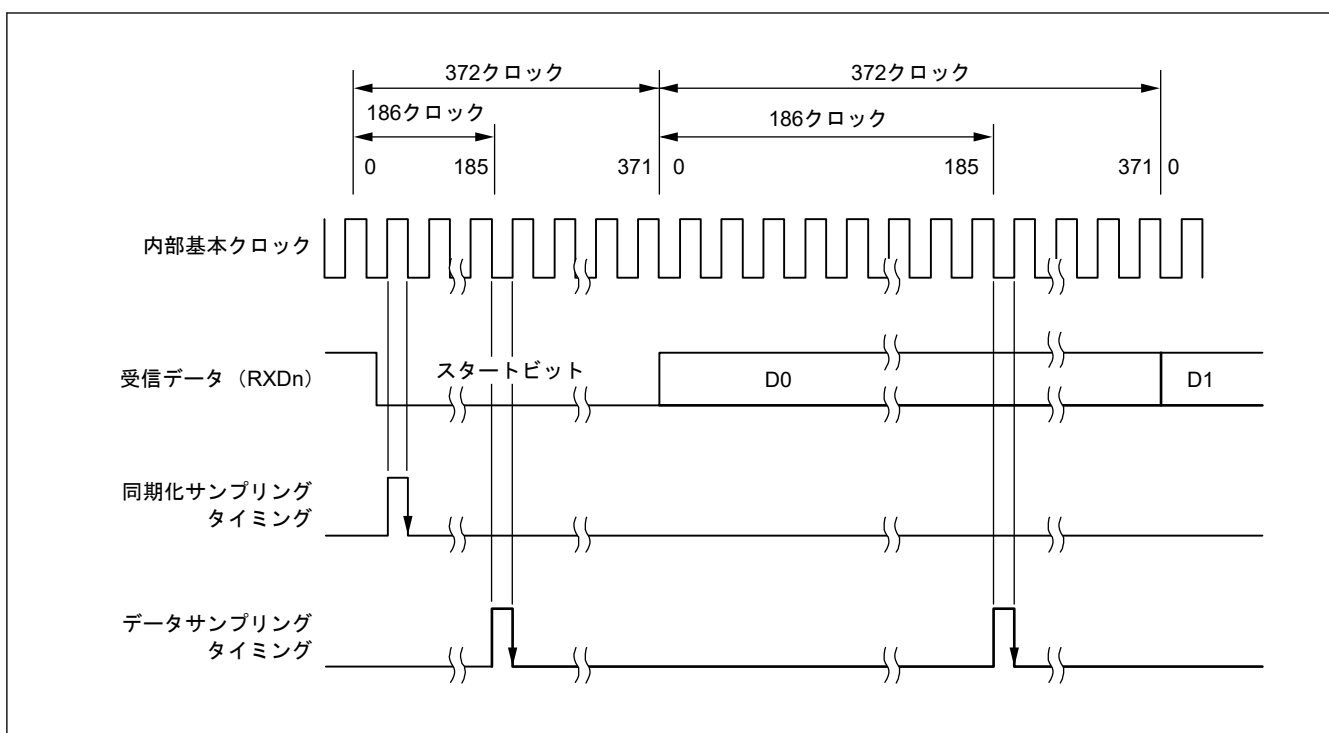 372クロック
372クロック
186クロック
186クロック
0
185
371
0
185
371
0
内部基本クロック
受信データ（RXDn）
スタートビット
D0
D1
同期化サンプリング
タイミング
データサンプリング
タイミング